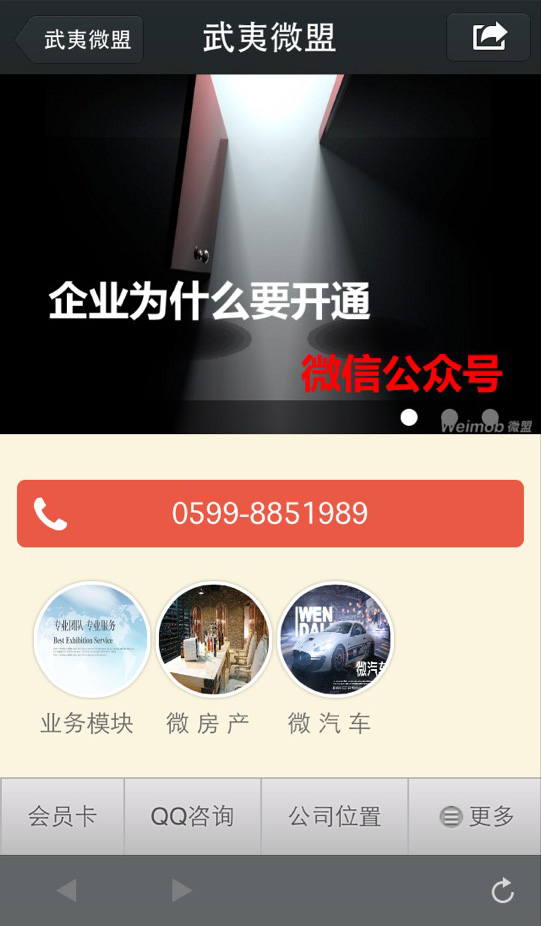 武夷微盟
武夷微盟
企业为什么要开通
微信公众号
Weimob 微盟
0599-8851989
专业团队 专业服务
Best Exhibition Service
WEN
DAI
微汽车
业务模块
微房产
微汽车
会员卡
QQ咨询
公司位置
更多